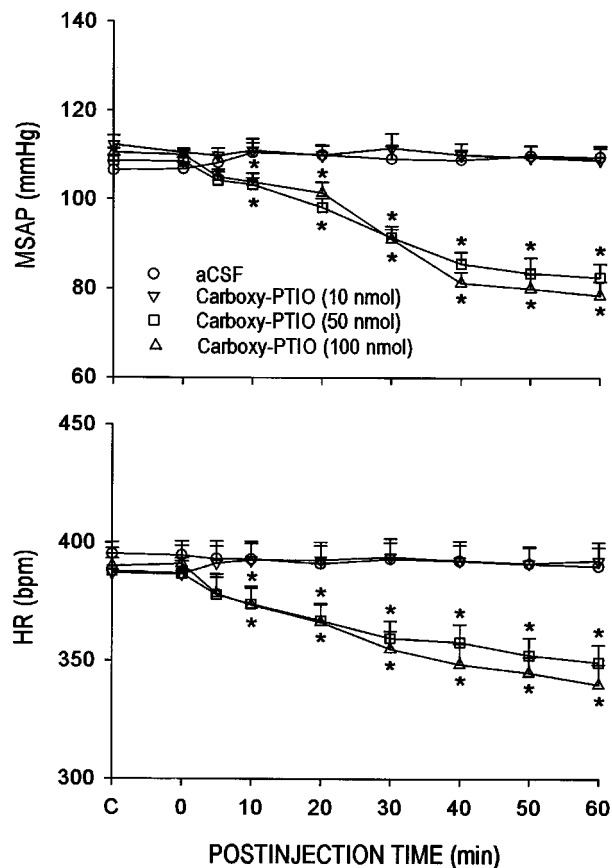 140
120
100
80
60
MSAP (mmHg)
* * * * * *
* * * * * *
aCSF
Carboxy-PTIO (10 nmol)
Carboxy-PTIO (50 nmol)
Carboxy-PTIO (100 nmol)
450
400
350
300
HR (bpm)
* * * * * *
* * * * * *
C 0 10 20 30 40 50 60
POSTINJECTION TIME (min)